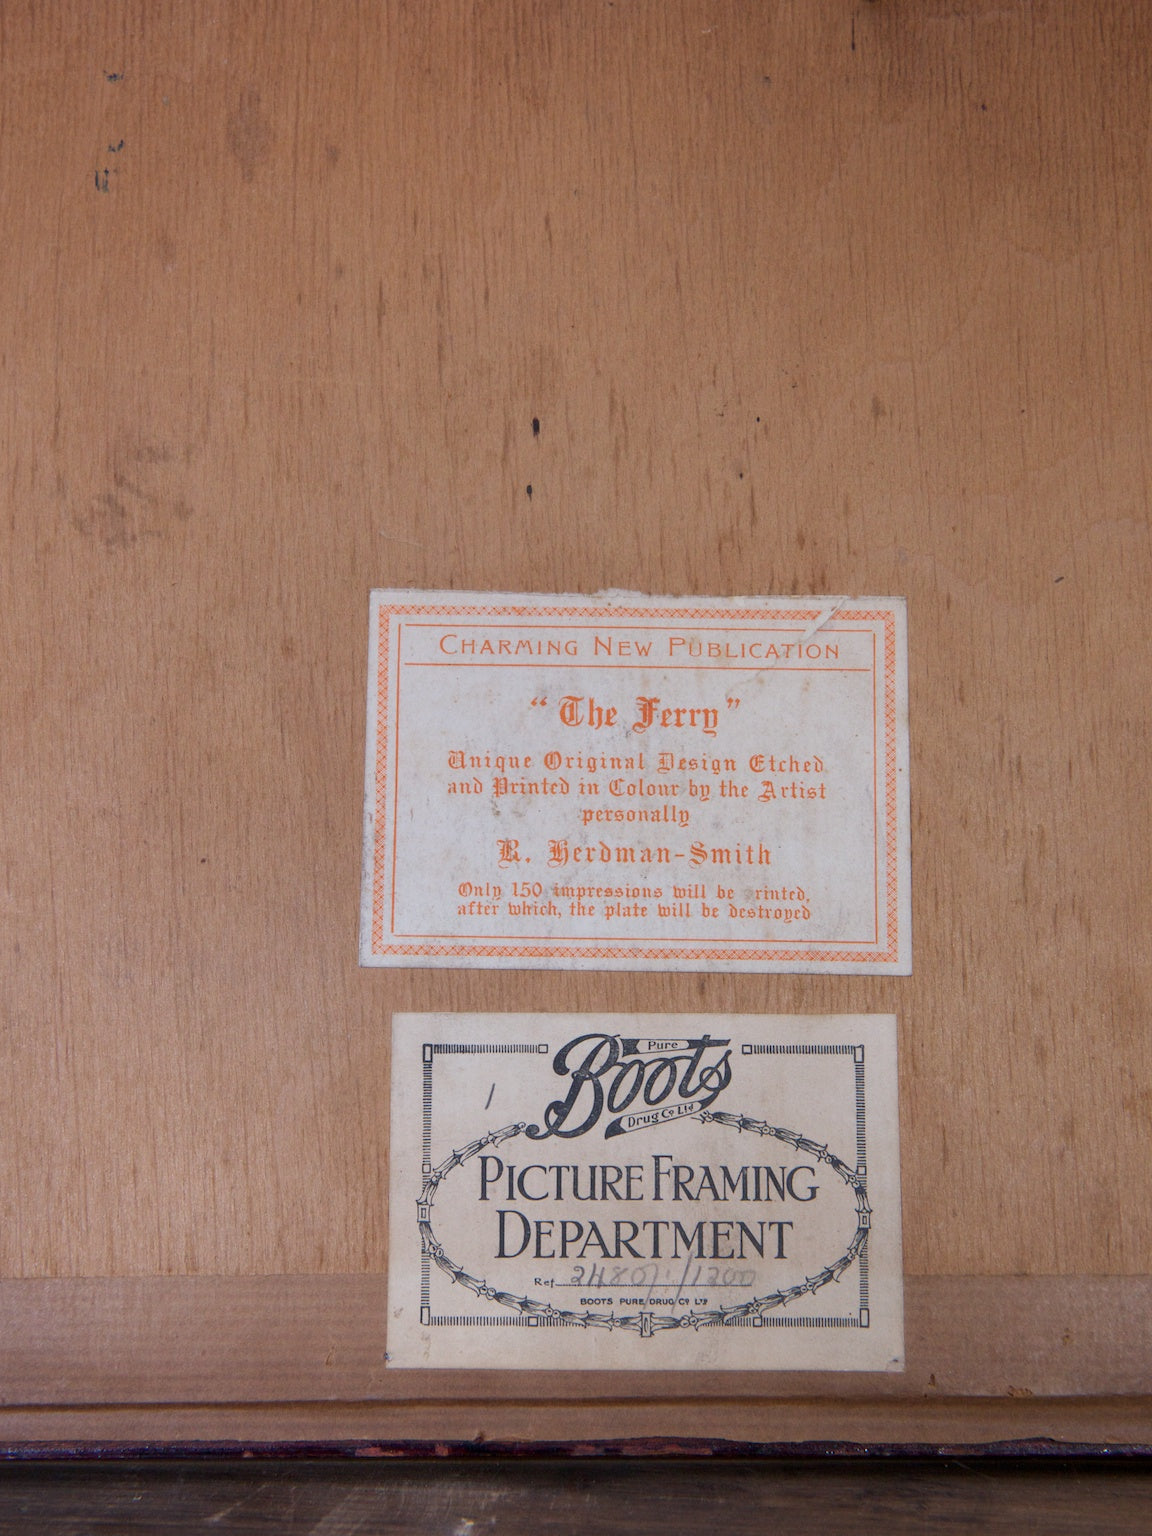 CHARMING NEW PUBLICATION
"The Ferry"
Unique Original Design Etched
and Printed in Colour by the Artist
personally
R. Herdman-Smith
Only 150 impressions will be rinted,
after which, the plate will be destroyed
Pure
Boots
Drug Co Ltd
PICTURE FRAMING
DEPARTMENT
Ref
BOOTS PURE DRUG CO LTD